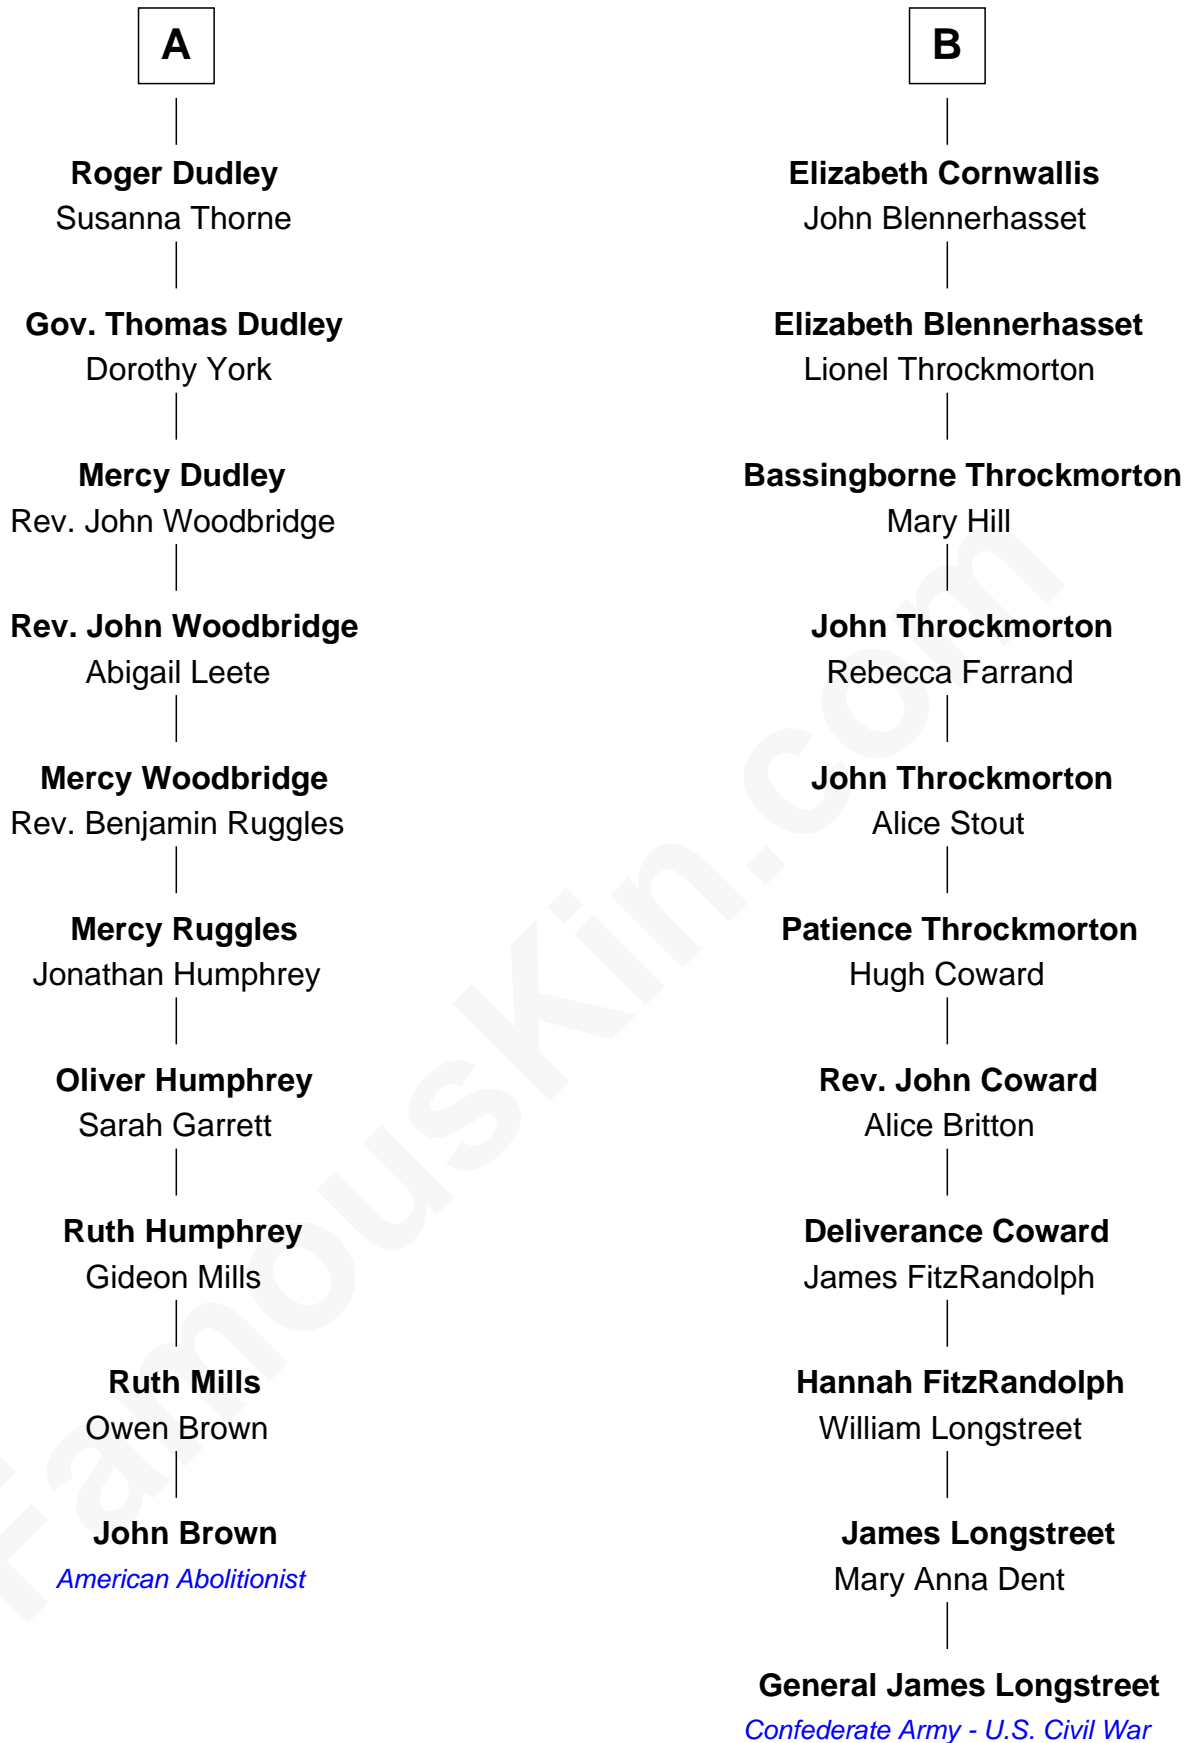 A
Roger Dudley
Susanna Thorne
Gov. Thomas Dudley
Dorothy York
Mercy Dudley
Rev. John Woodbridge
Rev. John Woodbridge
Abigail Leete
Mercy Woodbridge
Rev. Benjamin Ruggles
Mercy Ruggles
Jonathan Humphrey
Oliver Humphrey
Sarah Garrett
Ruth Humphrey
Gideon Mills
Ruth Mills
Owen Brown
John Brown
American Abolitionist
B
Elizabeth Cornwallis
John Blennerhasset
Elizabeth Blennerhasset
Lionel Throckmorton
Bassingborne Throckmorton
Mary Hill
John Throckmorton
Rebecca Farrand
John Throckmorton
Alice Stout
Patience Throckmorton
Hugh Coward
Rev. John Coward
Alice Britton
Deliverance Coward
James FitzRandolph
Hannah FitzRandolph
William Longstreet
James Longstreet
Mary Anna Dent
General James Longstreet
Confederate Army - U.S. Civil War
FamousKin.com